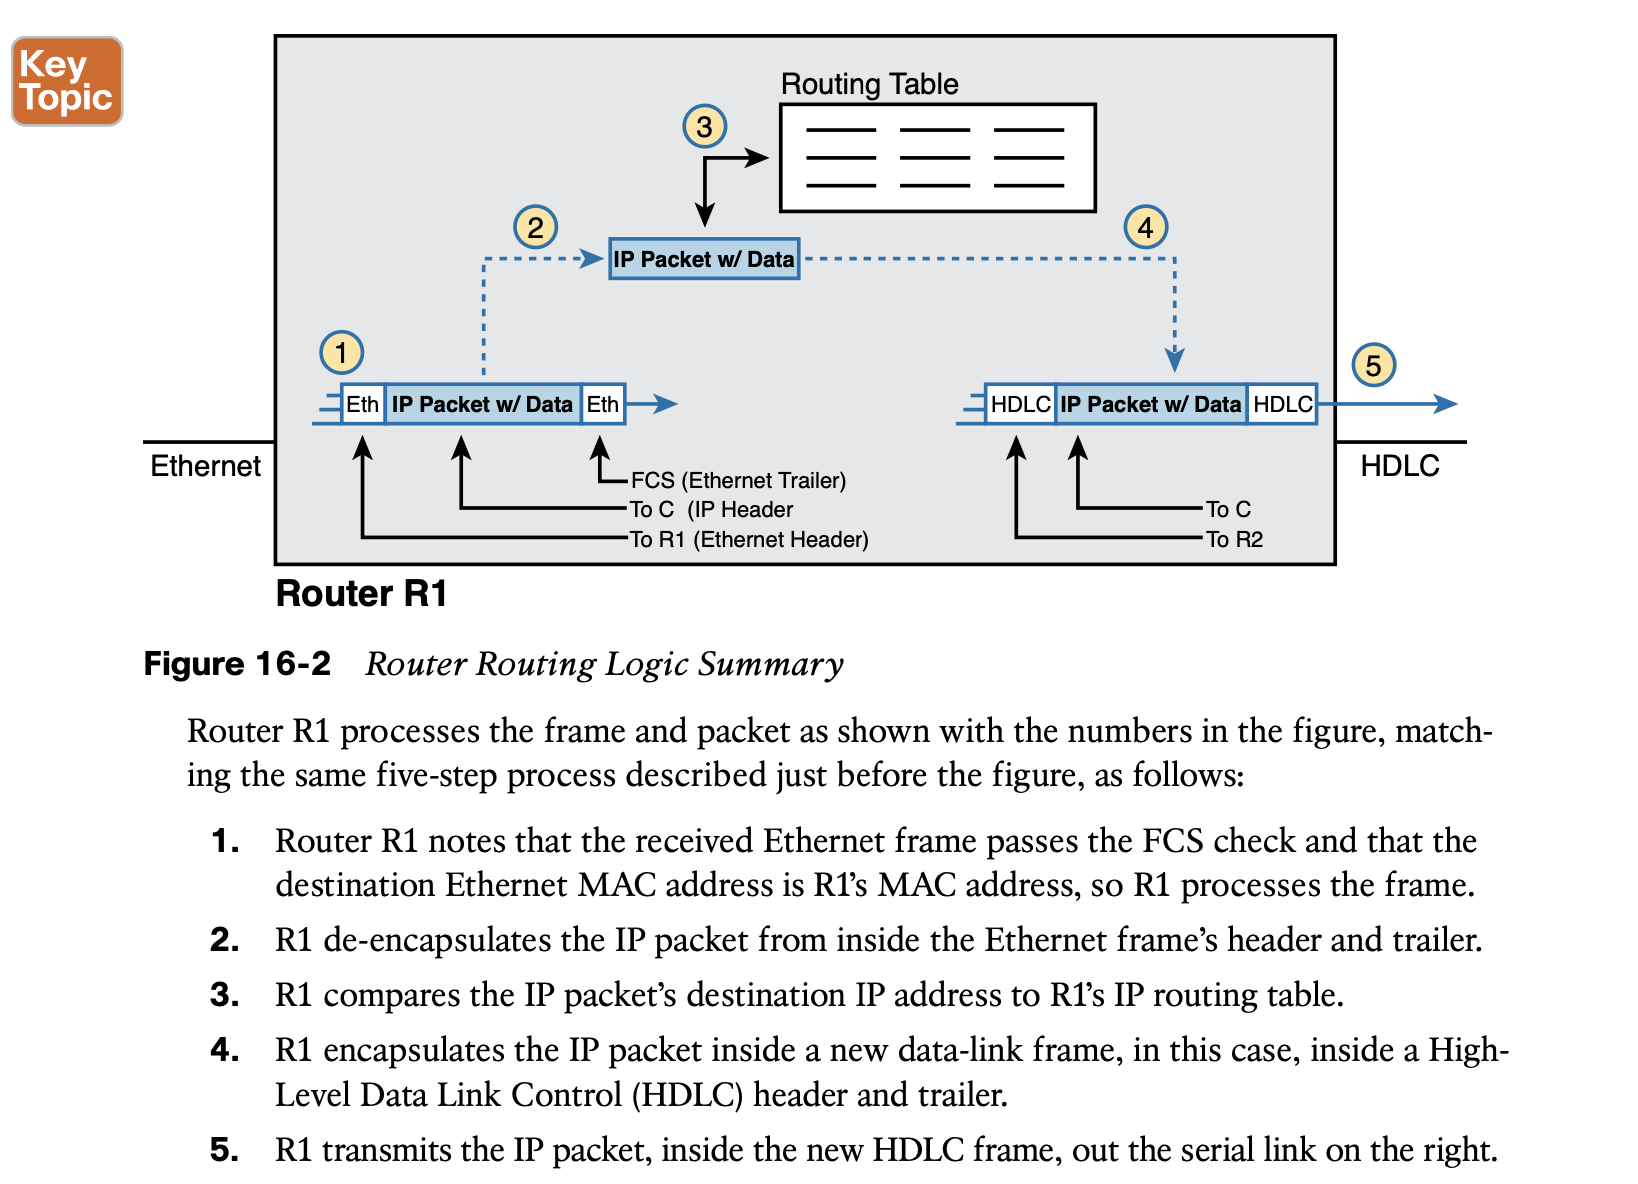 Key
Topic
Routing Table
3
2
4
IP Packet w/ Data
1
5
Eth IP Packet w/ Data Eth
HDLC IP Packet w/ Data HDLC
Ethernet
HDLC
FCS (Ethernet Trailer)
To C (IP Header
To R1 (Ethernet Header)
To C
To R2
Router R1
Figure 16-2 Router Routing Logic Summary
Router R1 processes the frame and packet as shown with the numbers in the figure, match-
ing the same five-step process described just before the figure, as follows:
1. Router R1 notes that the received Ethernet frame passes the FCS check and that the
destination Ethernet MAC address is R1’s MAC address, so R1 processes the frame.
2. R1 de-encapsulates the IP packet from inside the Ethernet frame’s header and trailer.
3. R1 compares the IP packet’s destination IP address to R1’s IP routing table.
4. R1 encapsulates the IP packet inside a new data-link frame, in this case, inside a High-
Level Data Link Control (HDLC) header and trailer.
5. R1 transmits the IP packet, inside the new HDLC frame, out the serial link on the right.